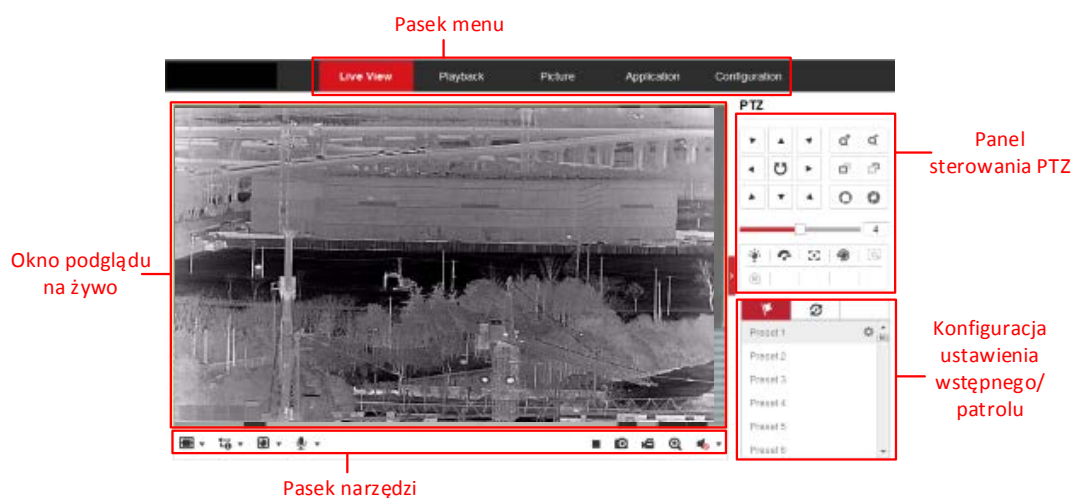 Pasek menu
Live View Playback Picture Application Configuration
PTZ
Panel
sterowania PTZ
4
Okno podglądu
na żywo
Preset 1
Preset 2
Preset 3
Preset 4
Preset 5
Preset 6
Konfiguracja
ustawienia
wstępnego/
patrolu
Pasek narzędzi